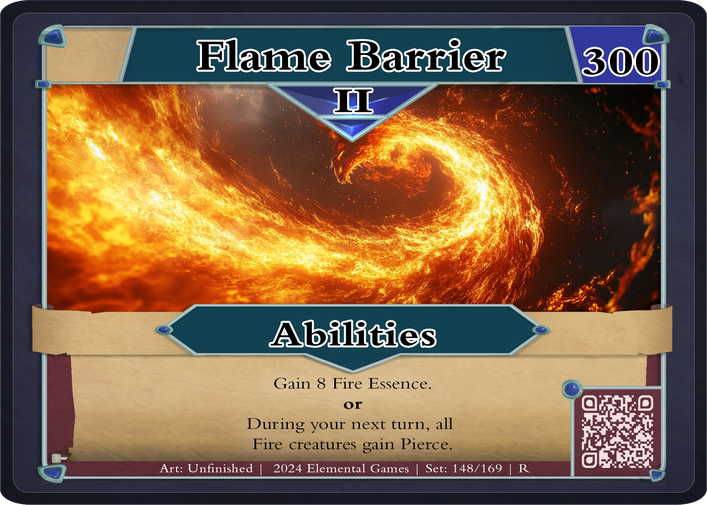 Flame Barrier
300
II
Abilities
Gain 8 Fire Essence.
or
During your next turn, all
Fire creatures gain Pierce.
Art: Unfinished | 2024 Elemental Games | Set: 148/169 | R